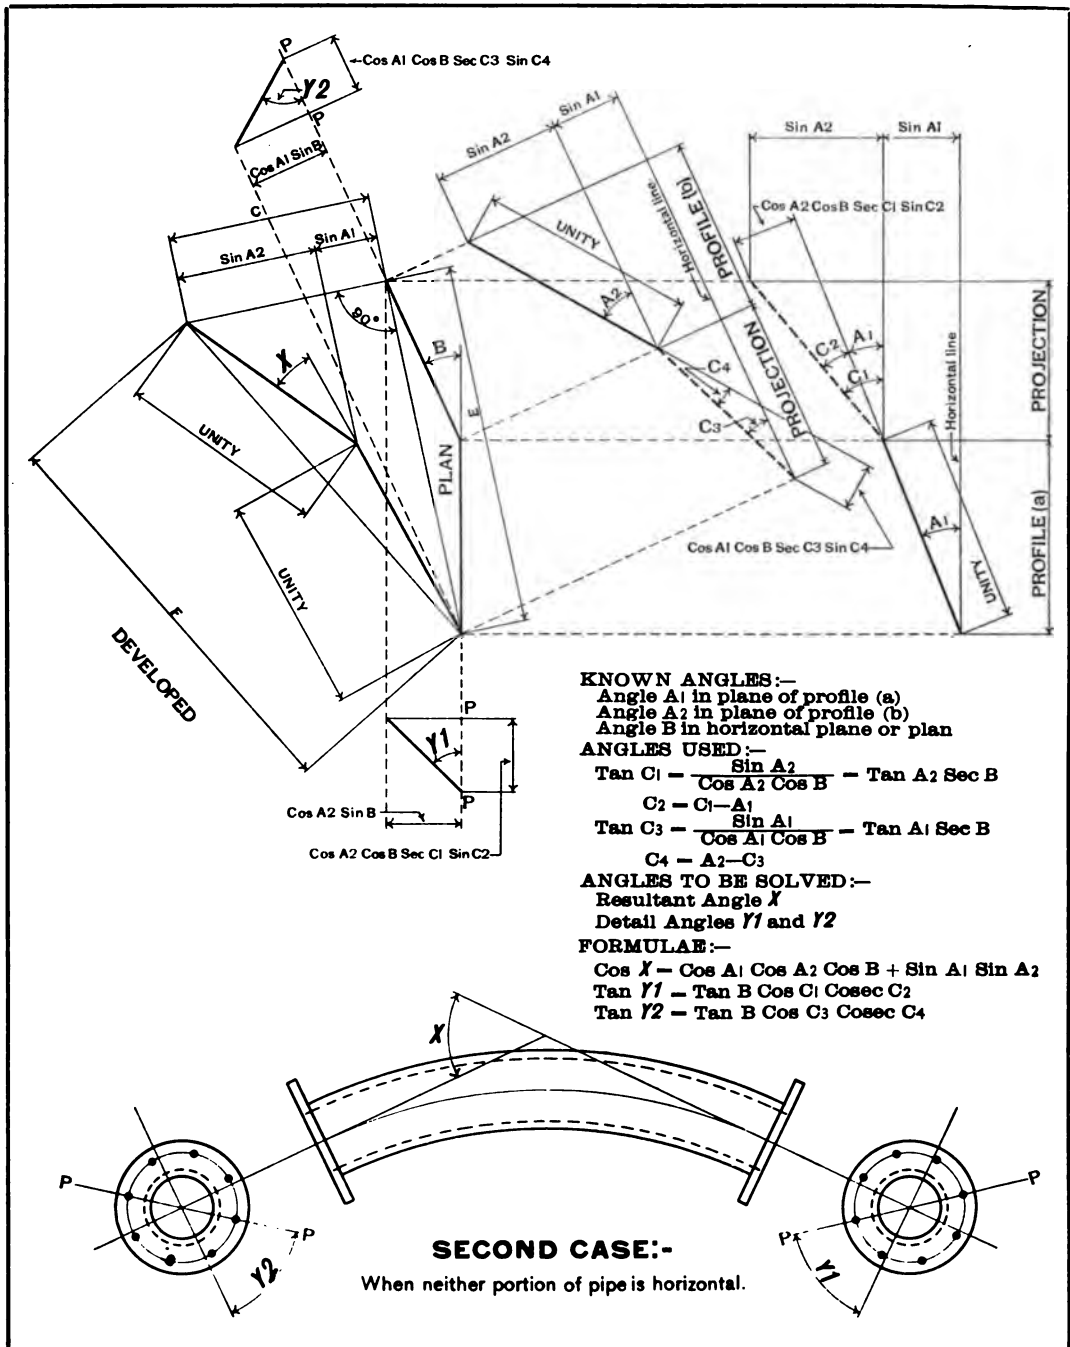 P
Cos A1 Cos B Sec C3 Sin C4
Y2
P
Cos A1 Sin B
C
Sin A2
Sin A1
90°
X
B
E
UNITY
UNITY
PLAN
F
DEVELOPED
Sin A2
Sin A1
UNITY
A2
Horizontal line.
PROFILE (b)
PROJECTION
C4
C3
Cos A1 Cos B Sec C3 Sin C4
Sin A2
Sin A1
Cos A2 Cos B Sec C1 Sin C2
C2
A1
C1
Horizontal line
A1
UNITY
PROJECTION
PROFILE (a)
P
Y1
P
Cos A2 Sin B
Cos A2 Cos B Sec C1 Sin C2
KNOWN ANGLES:—
Angle A1 in plane of profile (a)
Angle A2 in plane of profile (b)
Angle B in horizontal plane or plan
ANGLES USED:—
Tan C1 = Sin A2 / Cos A2 Cos B = Tan A2 Sec B
C2 = C1—A1
Tan C3 = Sin A1 / Cos A1 Cos B = Tan A1 Sec B
C4 = A2—C3
ANGLES TO BE SOLVED:—
Resultant Angle X
Detail Angles Y1 and Y2
FORMULAE:—
Cos X = Cos A1 Cos A2 Cos B + Sin A1 Sin A2
Tan Y1 = Tan B Cos C1 Cosec C2
Tan Y2 = Tan B Cos C3 Cosec C4
X
P
P
Y2
P
P
Y1
SECOND CASE:-
When neither portion of pipe is horizontal.